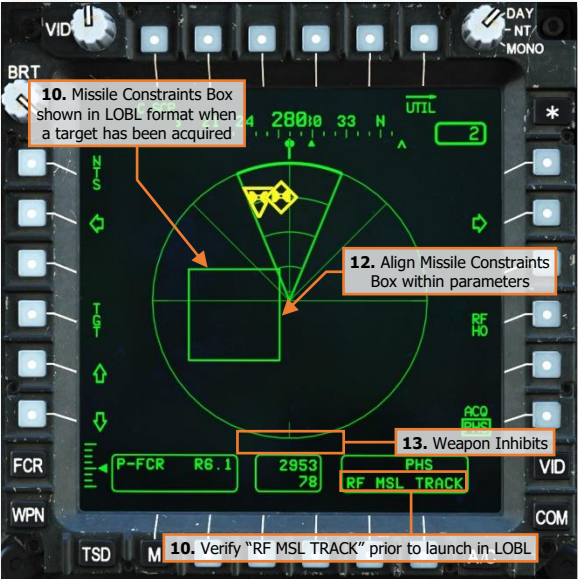 VID
DAY
NT
MONO
BRT
10. Missile Constraints Box
shown in LOBL format when
a target has been acquired
UTIL
24 280 33 N
2
*
NTS
12. Align Missile Constraints
Box within parameters
TGT
RF
HO
ACQ
PHS
13. Weapon Inhibits
FCR
P-FCR R6.1
2953
78
PHS
RF MSL TRACK
VID
WPN
COM
TSD
M
10. Verify “RF MSL TRACK” prior to launch in LOBL